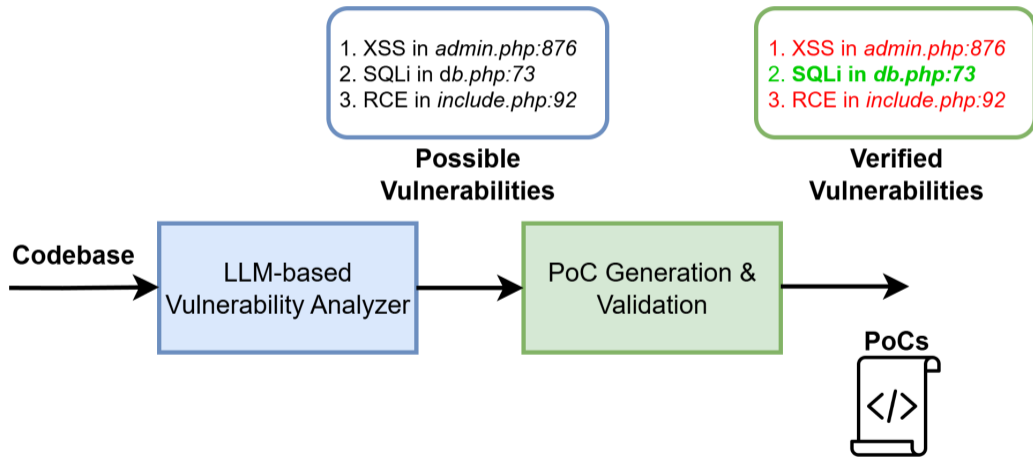 1. XSS in admin.php:876
2. SQLi in db.php:73
3. RCE in include.php:92
1. XSS in admin.php:876
2. SQLi in db.php:73
3. RCE in include.php:92
Possible
Vulnerabilities
Verified
Vulnerabilities
Codebase
LLM-based
Vulnerability Analyzer
PoC Generation &
Validation
PoCs
</>